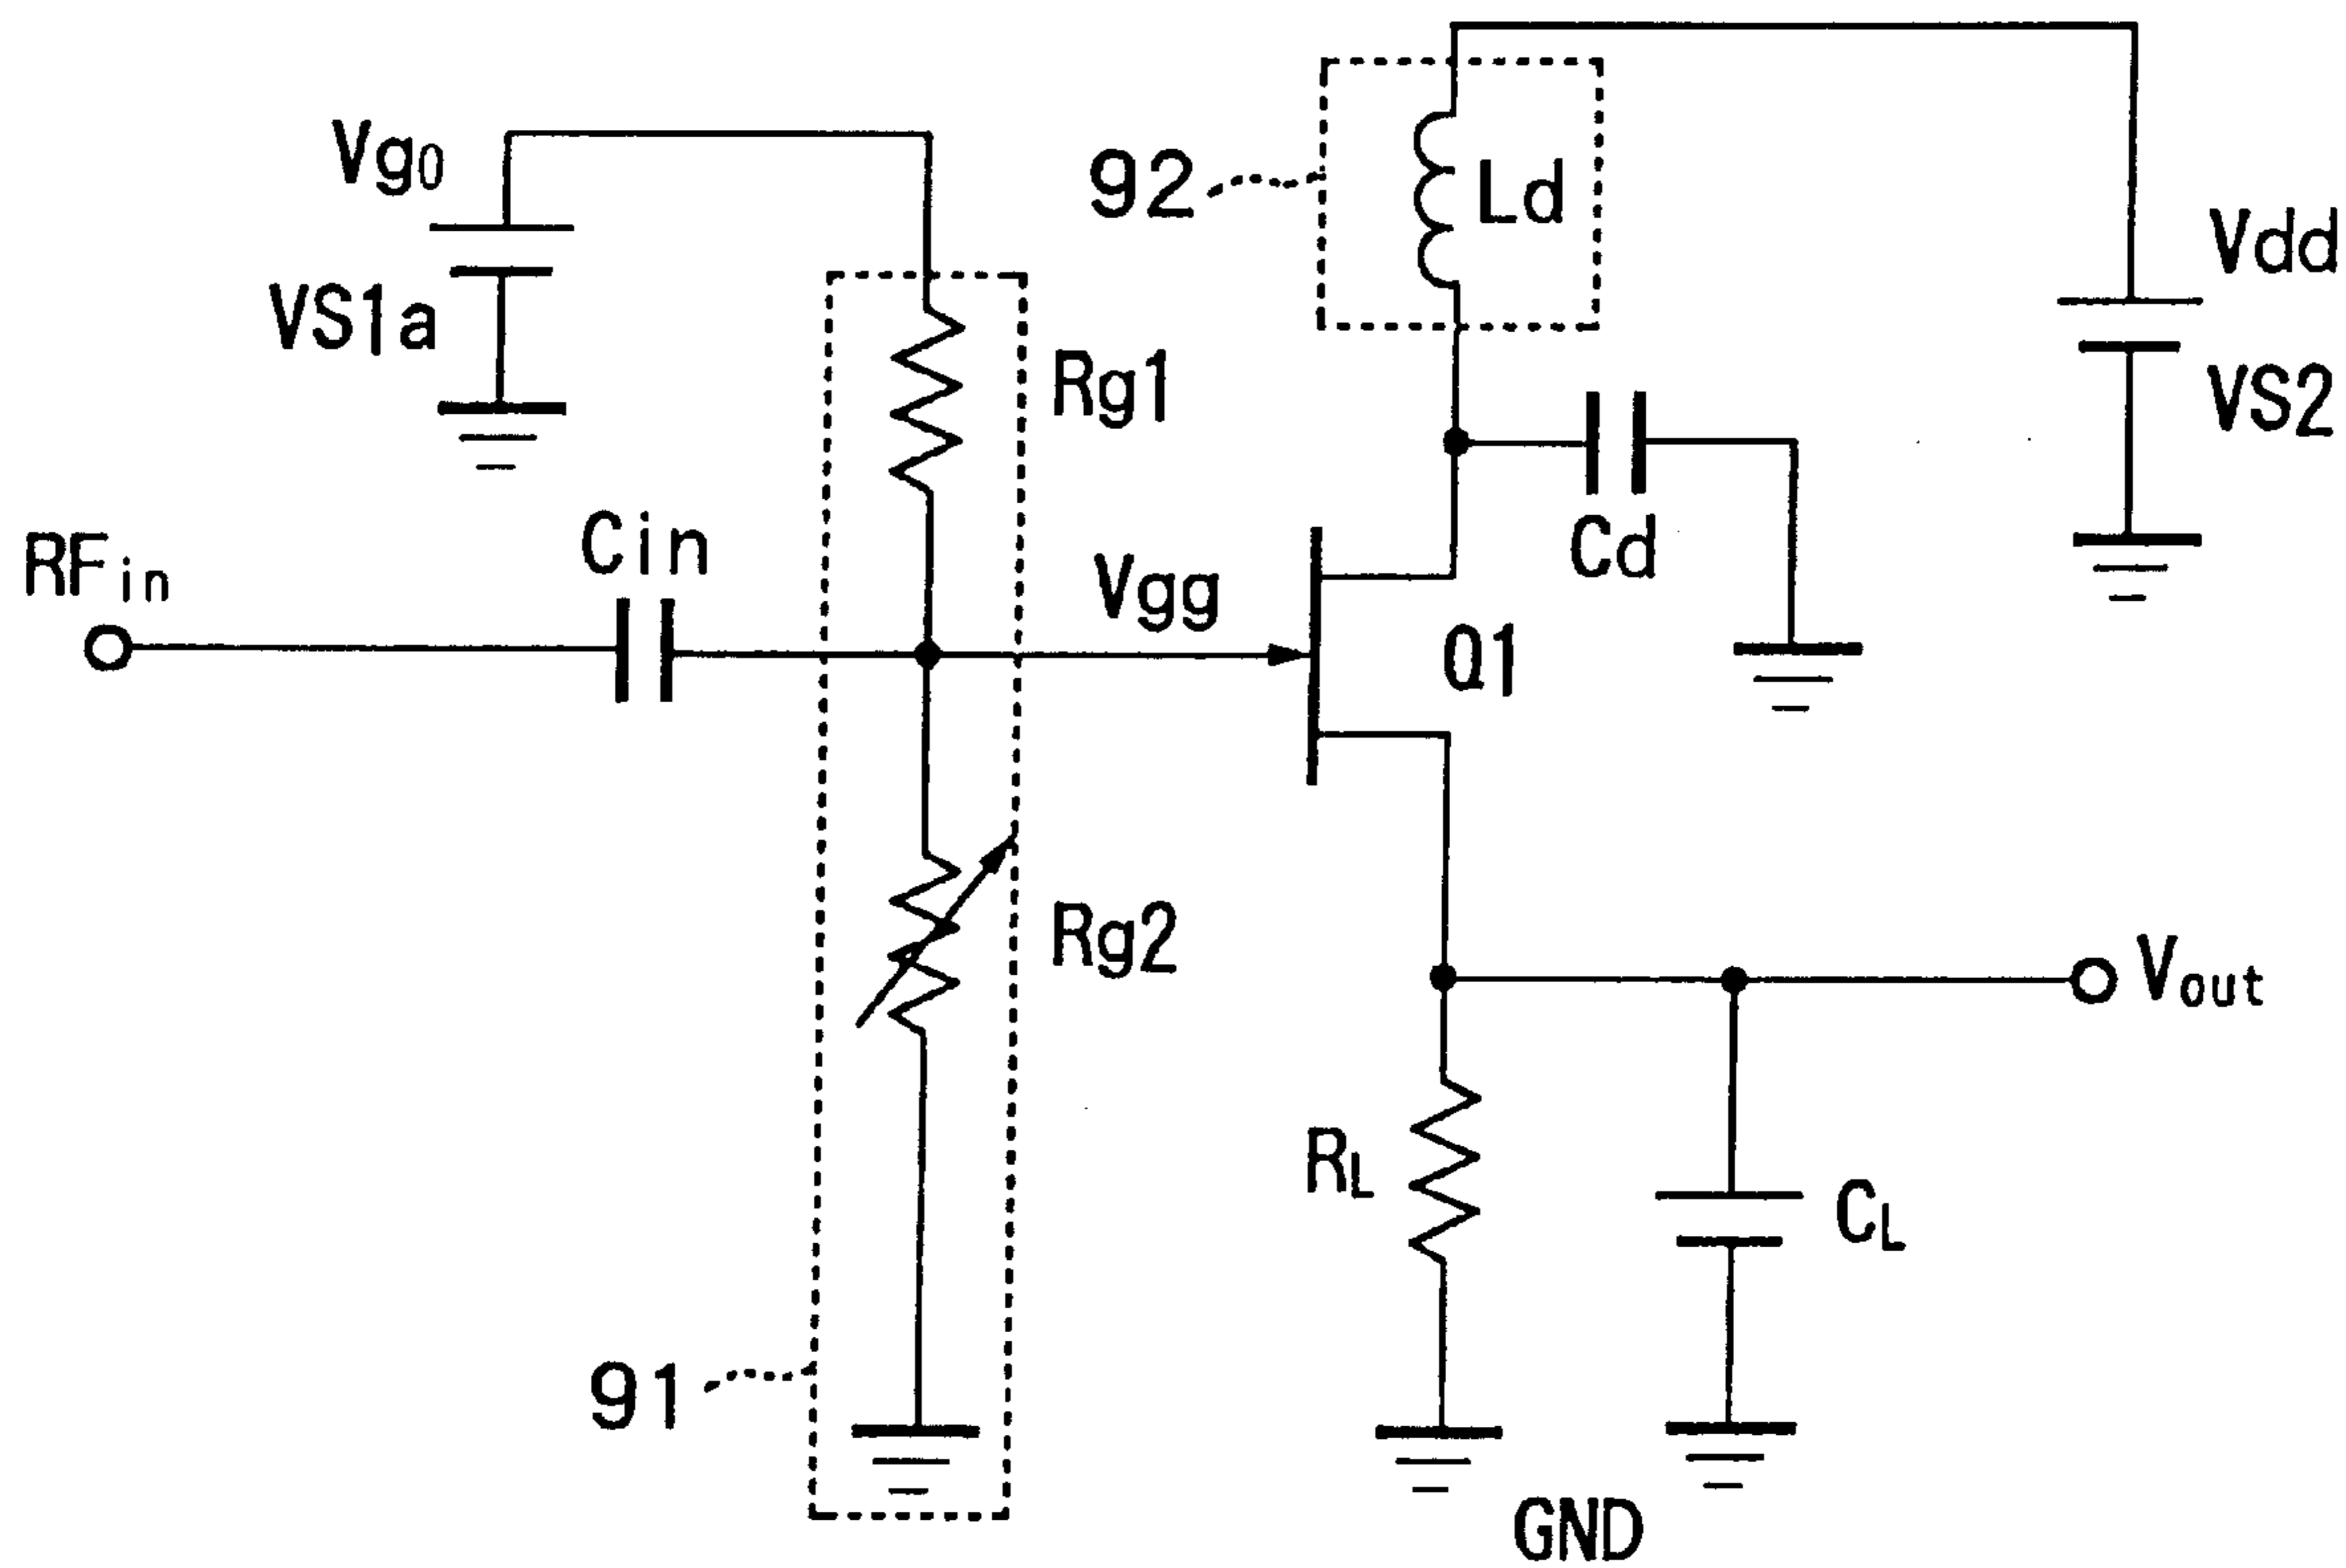 Vg0
92
Ld
Vdd
VS1a
Rg1
VS2
RFin
Cin
Vgg
Cd
Q1
Rg2
Vout
RL
CL
91
GND